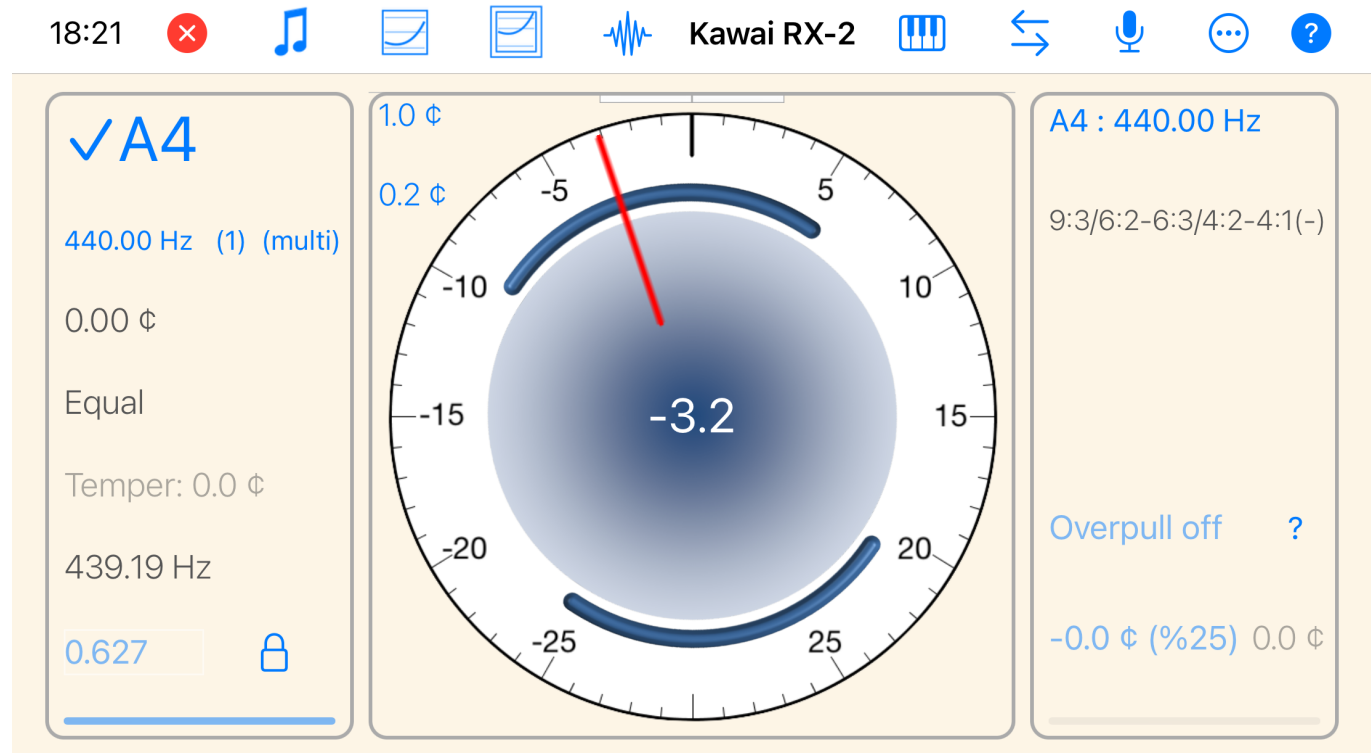 18:21 Kawai RX-2 ?
✓A4
440.00 Hz (1) (multi)
0.00 ¢
Equal
Temper: 0.0 ¢
439.19 Hz
0.627
1.0 ¢
0.2 ¢
-5 5
-10 10
-15 -3.2 15
-20 20
-25 25
A4 : 440.00 Hz
9:3/6:2-6:3/4:2-4:1(-)
Overpull off ?
-0.0 ¢ (%25) 0.0 ¢